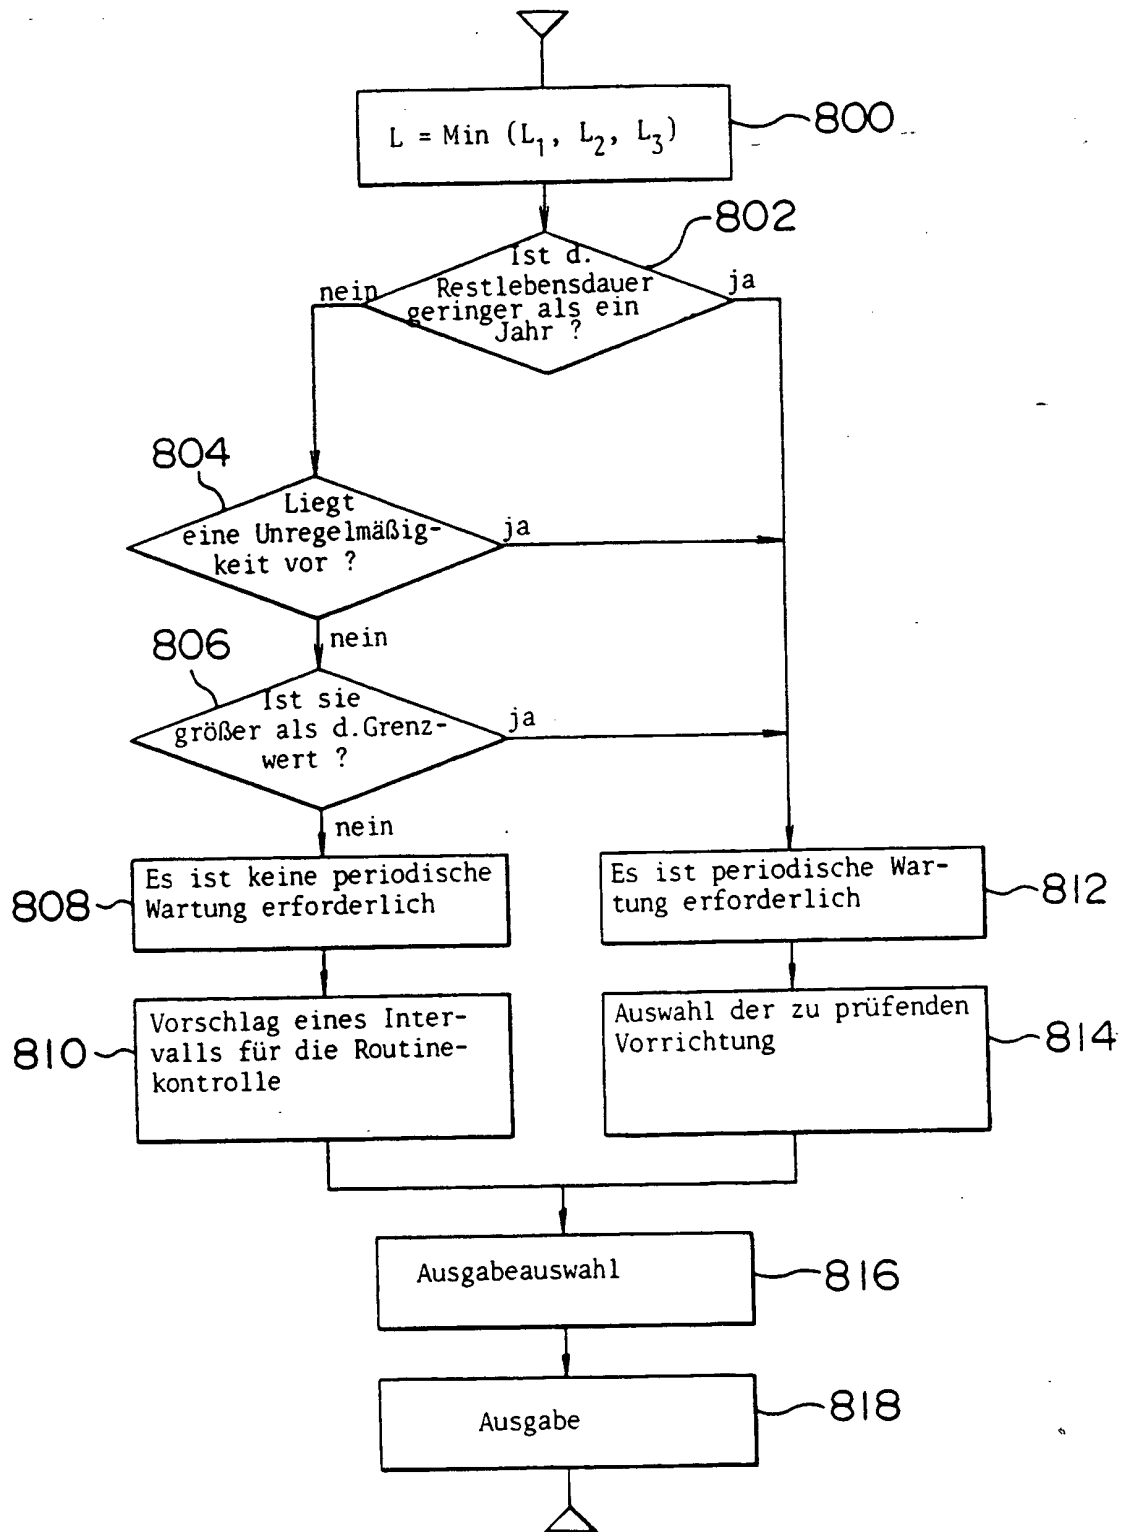 L = Min (L1, L2, L3)
800
802
Ist d.
Restlebensdauer
geringer als ein
Jahr ?
nein
ja
804
Liegt
eine Unregelmäßig-
keit vor ?
ja
nein
806
Ist sie
größer als d.Grenz-
wert ?
ja
nein
808
Es ist keine periodische
Wartung erforderlich
Es ist periodische War-
tung erforderlich
812
810
Vorschlag eines Inter-
valls für die Routine-
kontrolle
Auswahl der zu prüfenden
Vorrichtung
814
Ausgabeauswahl
816
Ausgabe
818